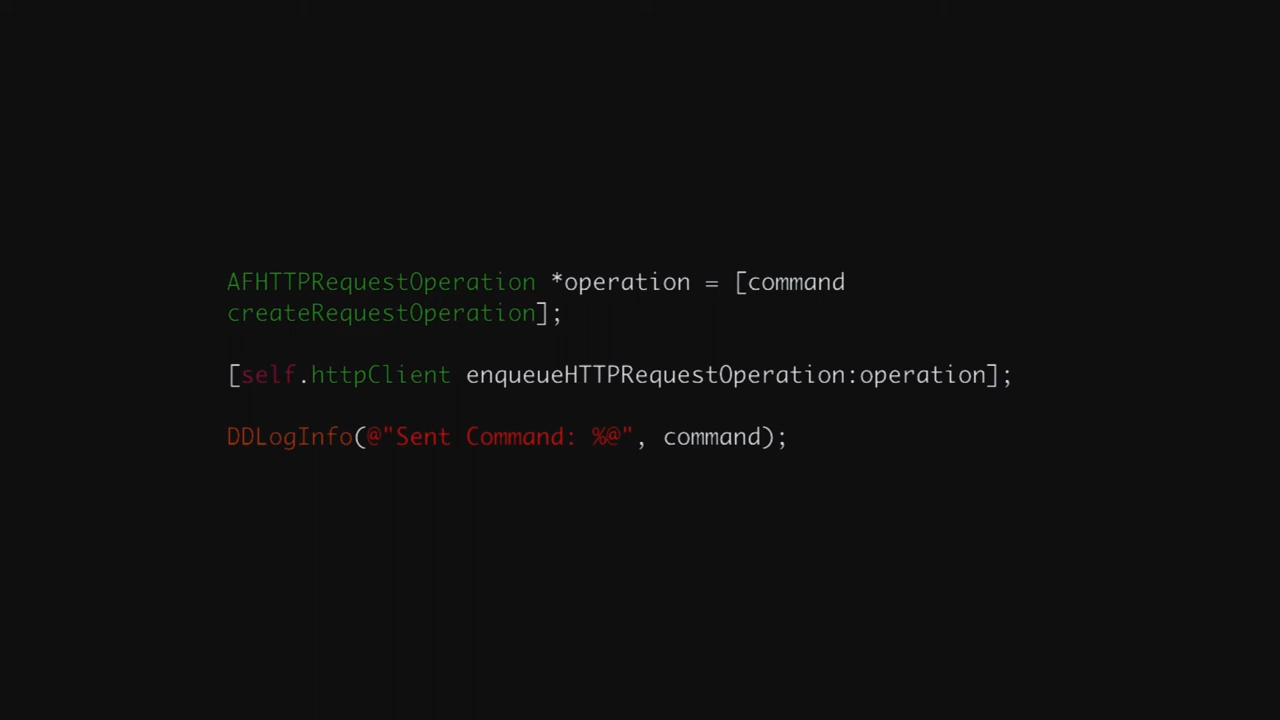 AFHTTPRequestOperation *operation = [command
createRequestOperation];
[self.httpClient enqueueHTTPRequestOperation:operation];
DDLogInfo(@"Sent Command: %@", command);